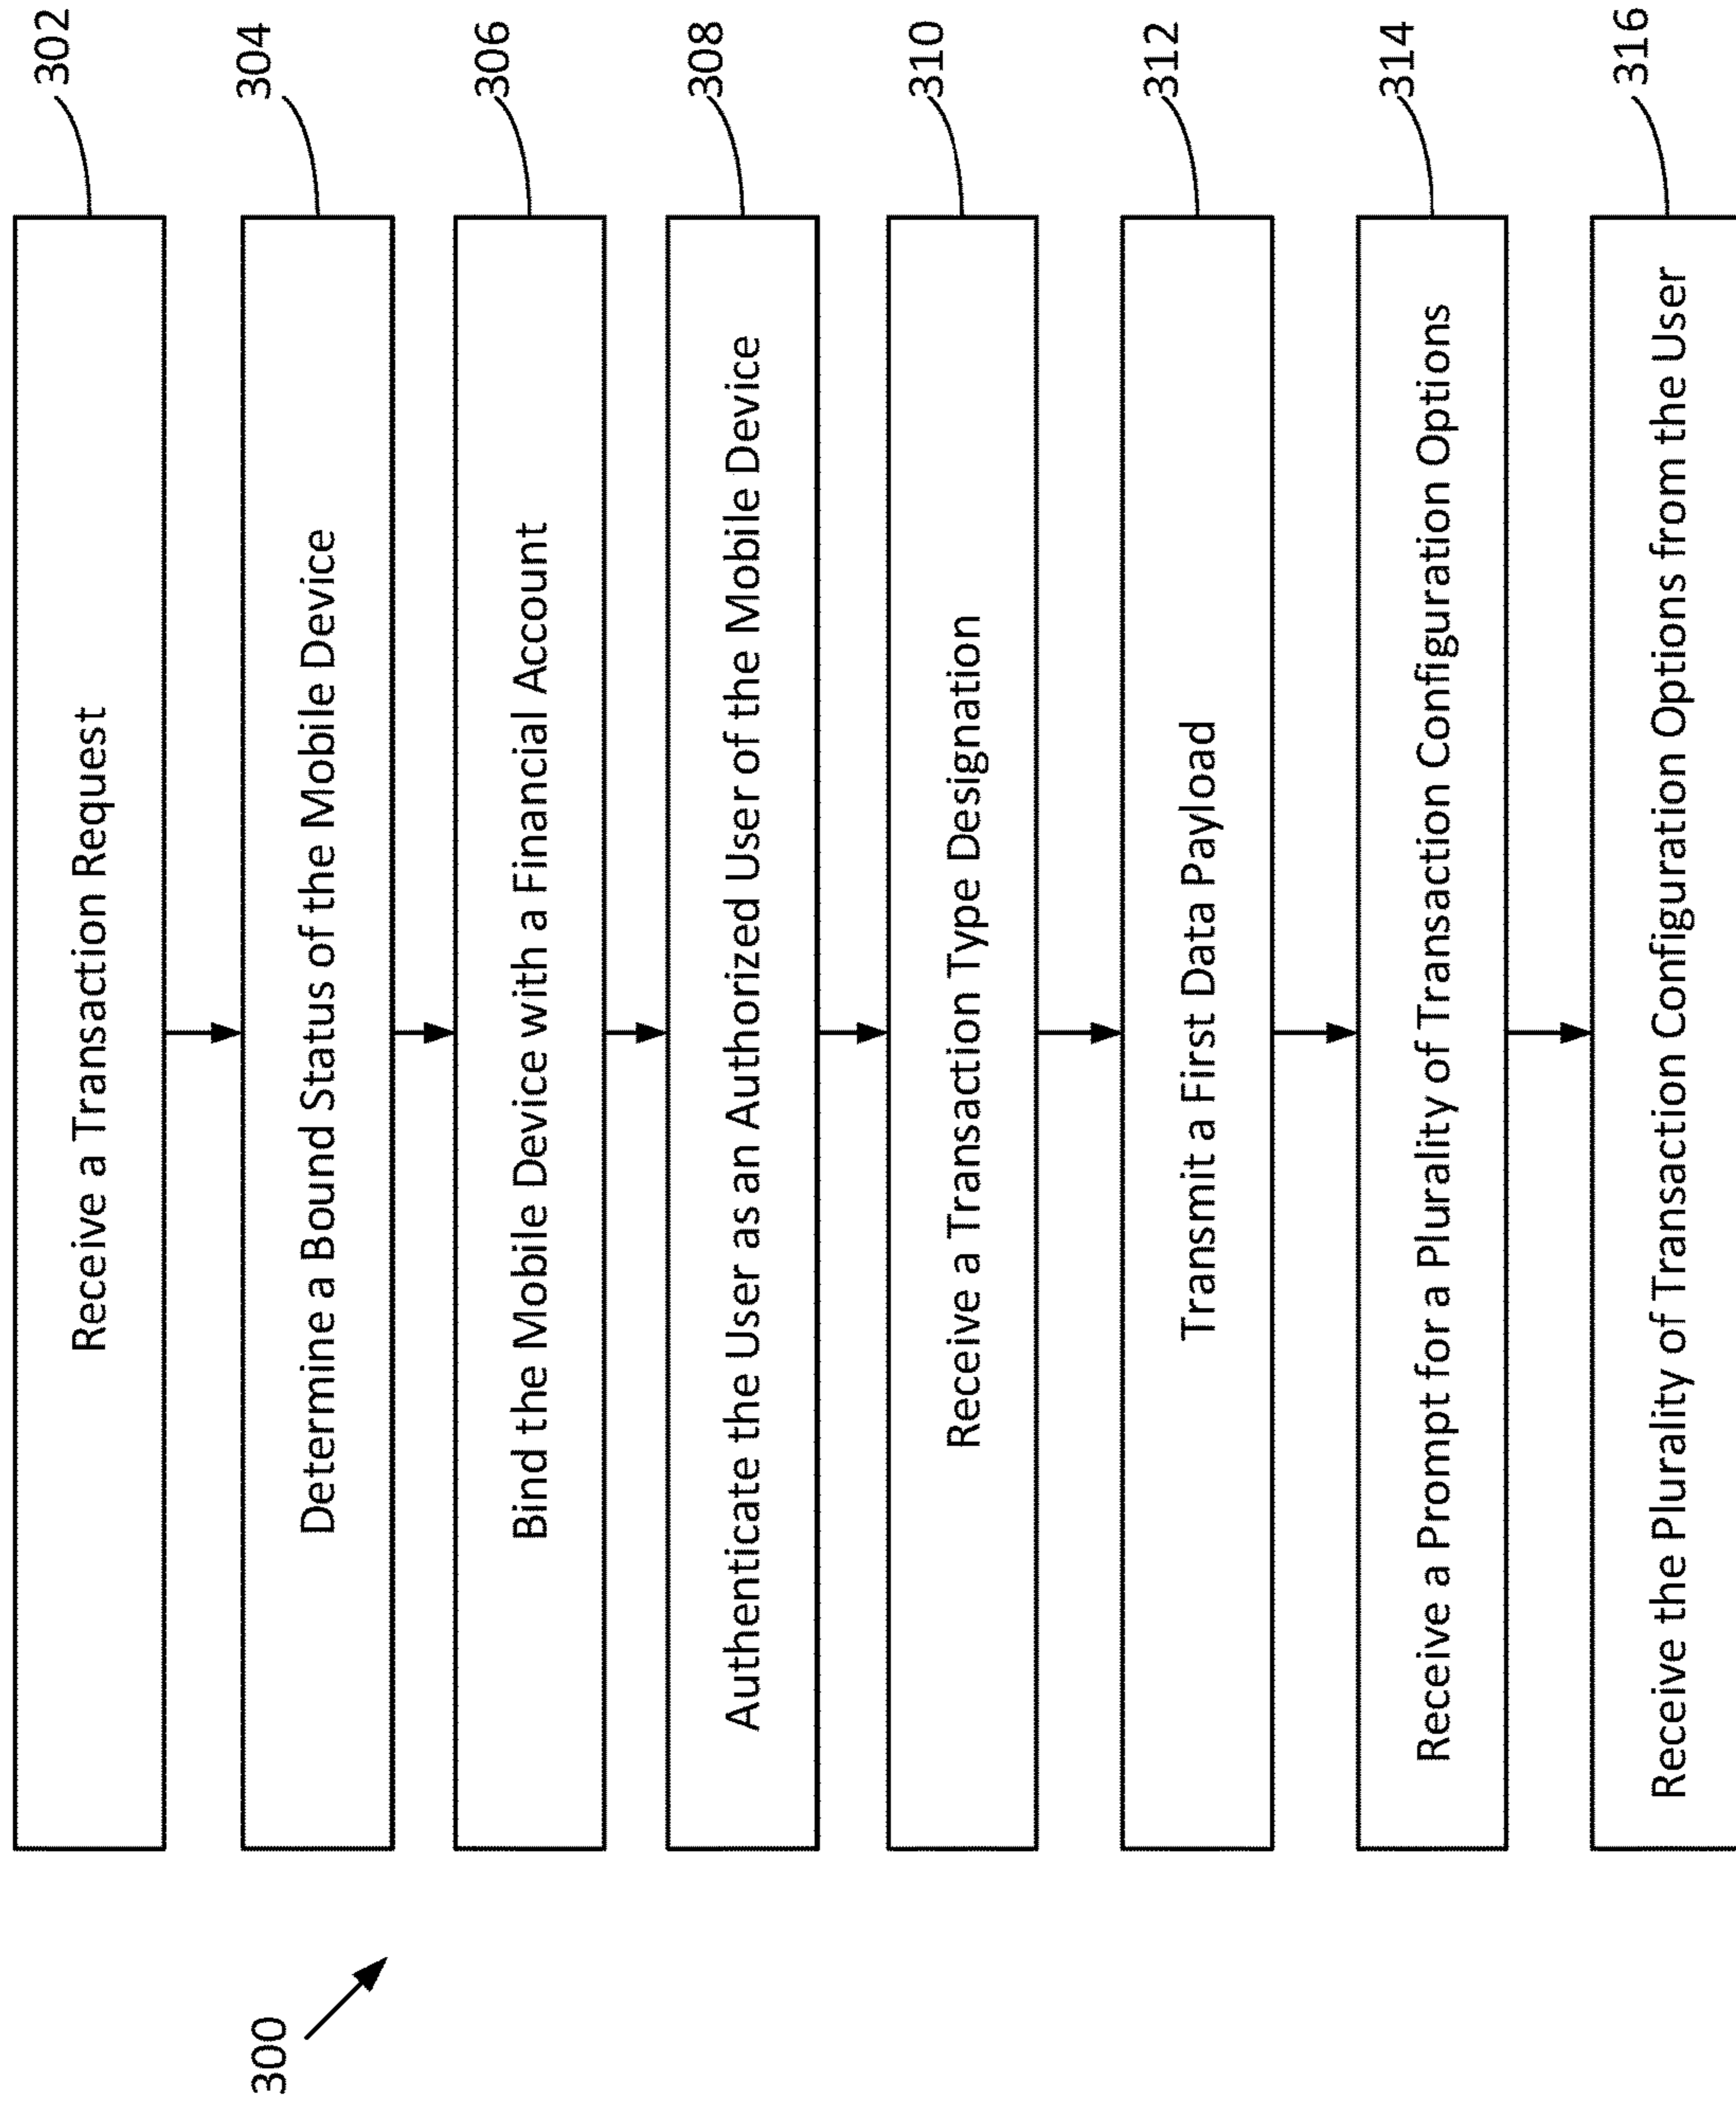 300
Receive a Transaction Request
302
Determine a Bound Status of the Mobile Device
304
Bind the Mobile Device with a Financial Account
306
Authenticate the User as an Authorized User of the Mobile Device
308
Receive a Transaction Type Designation
310
Transmit a First Data Payload
312
Receive a Prompt for a Plurality of Transaction Configuration Options
314
Receive the Plurality of Transaction Configuration Options from the User
316